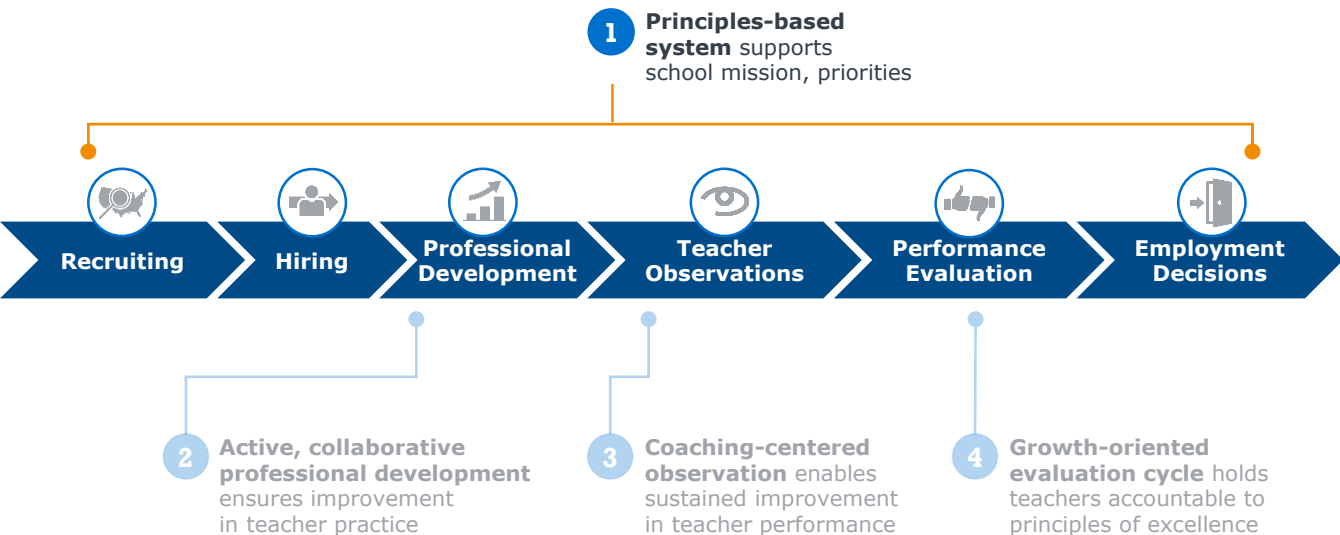 1
Principles-based
system supports
school mission, priorities
Recruiting
Hiring
Professional
Development
Teacher
Observations
Performance
Evaluation
Employment
Decisions
2
Active, collaborative
professional development
ensures improvement
in teacher practice
3
Coaching-centered
observation enables
sustained improvement
in teacher performance
4
Growth-oriented
evaluation cycle holds
teachers accountable to
principles of excellence